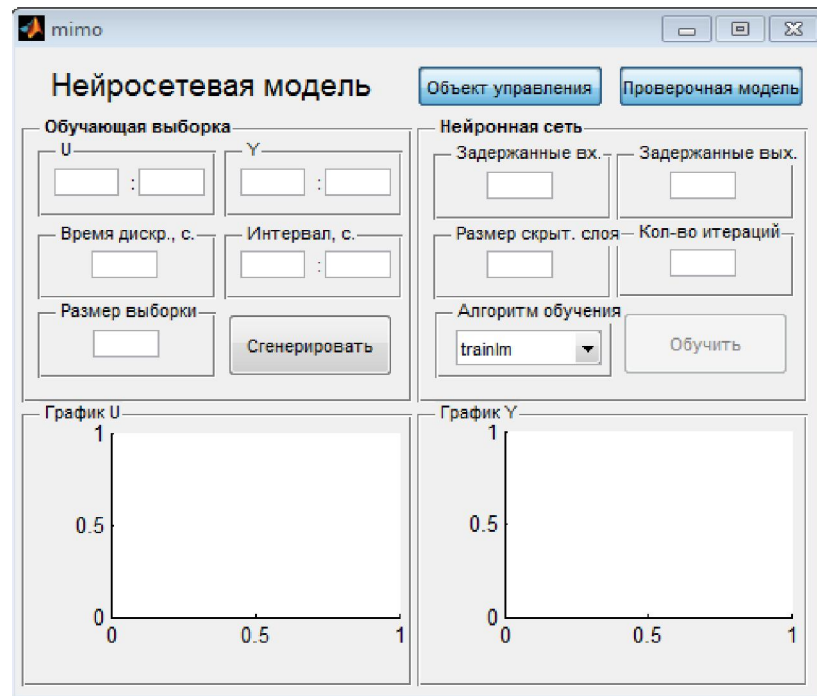 mimo
Нейросетевая модель
Объект управления
Проверочная модель
Обучающая выборка
U
:
Y
:
Время дискр., с.
Интервал, с.
:
Размер выборки
Сгенерировать
Нейронная сеть
Задержанные вх.
Задержанные вых.
Размер скрыт. слоя
Кол-во итераций
Алгоритм обучения
trainlm
Обучить
График U
1
0.5
0
0
0.5
1
График Y
1
0.5
0
0
0.5
1